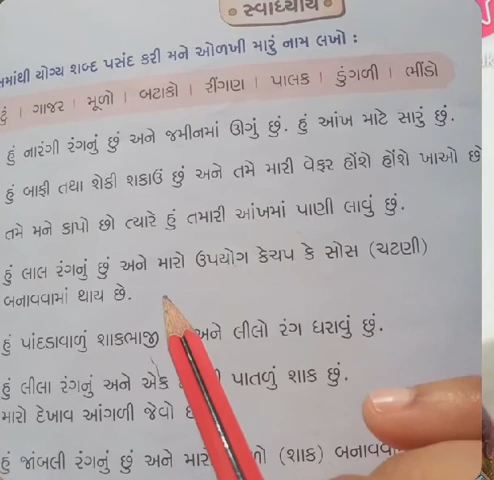 સ્વાધ્યાય
યોગ્ય શબ્દ પસંદ કરી મને ઓળખી મારું નામ લખો :
| ગાજર | મૂળો | બટાકો | રીંગણ | પાલક | ડુંગળી | ભીંડો
હું નારંગી રંગનું છું અને જમીનમાં ઊગું છું. હું આંખ માટે સારું છું.
હું બાફી તથા શેકી શકાઉં છું અને તમે મારી વેફર હોંશે હોંશે ખાઓ છો
તમે મને કાપો છો ત્યારે હું તમારી આંખમાં પાણી લાવું છું.
હું લાલ રંગનું છું અને મારો ઉપયોગ કેચપ કે સોસ (ચટણી)
બનાવવામાં થાય છે.
હું પાંદડાવાળું શાકભાજી અને લીલો રંગ ધરાવું છું.
હું લીલા રંગનું અને એક પાતળું શાક છું.
મારો દેખાવ આંગળી જેવો
હું જાંબલી રંગનું છું અને (શાક)